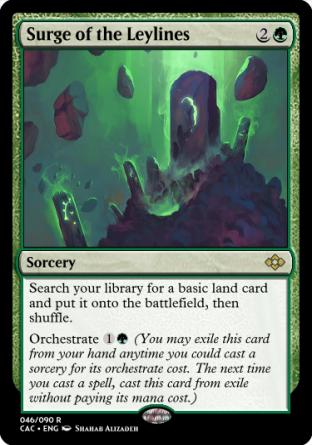 Surge of the Leylines 2
Sorcery
Search your library for a basic land card
and put it onto the battlefield, then
shuffle.
Orchestrate 1 (You may exile this card
from your hand anytime you could cast a
sorcery for its orchestrate cost. The next time
you cast a spell, cast this card from exile
without paying its mana cost.)
046/090 R
CAC • ENG Shahab Alizadeh